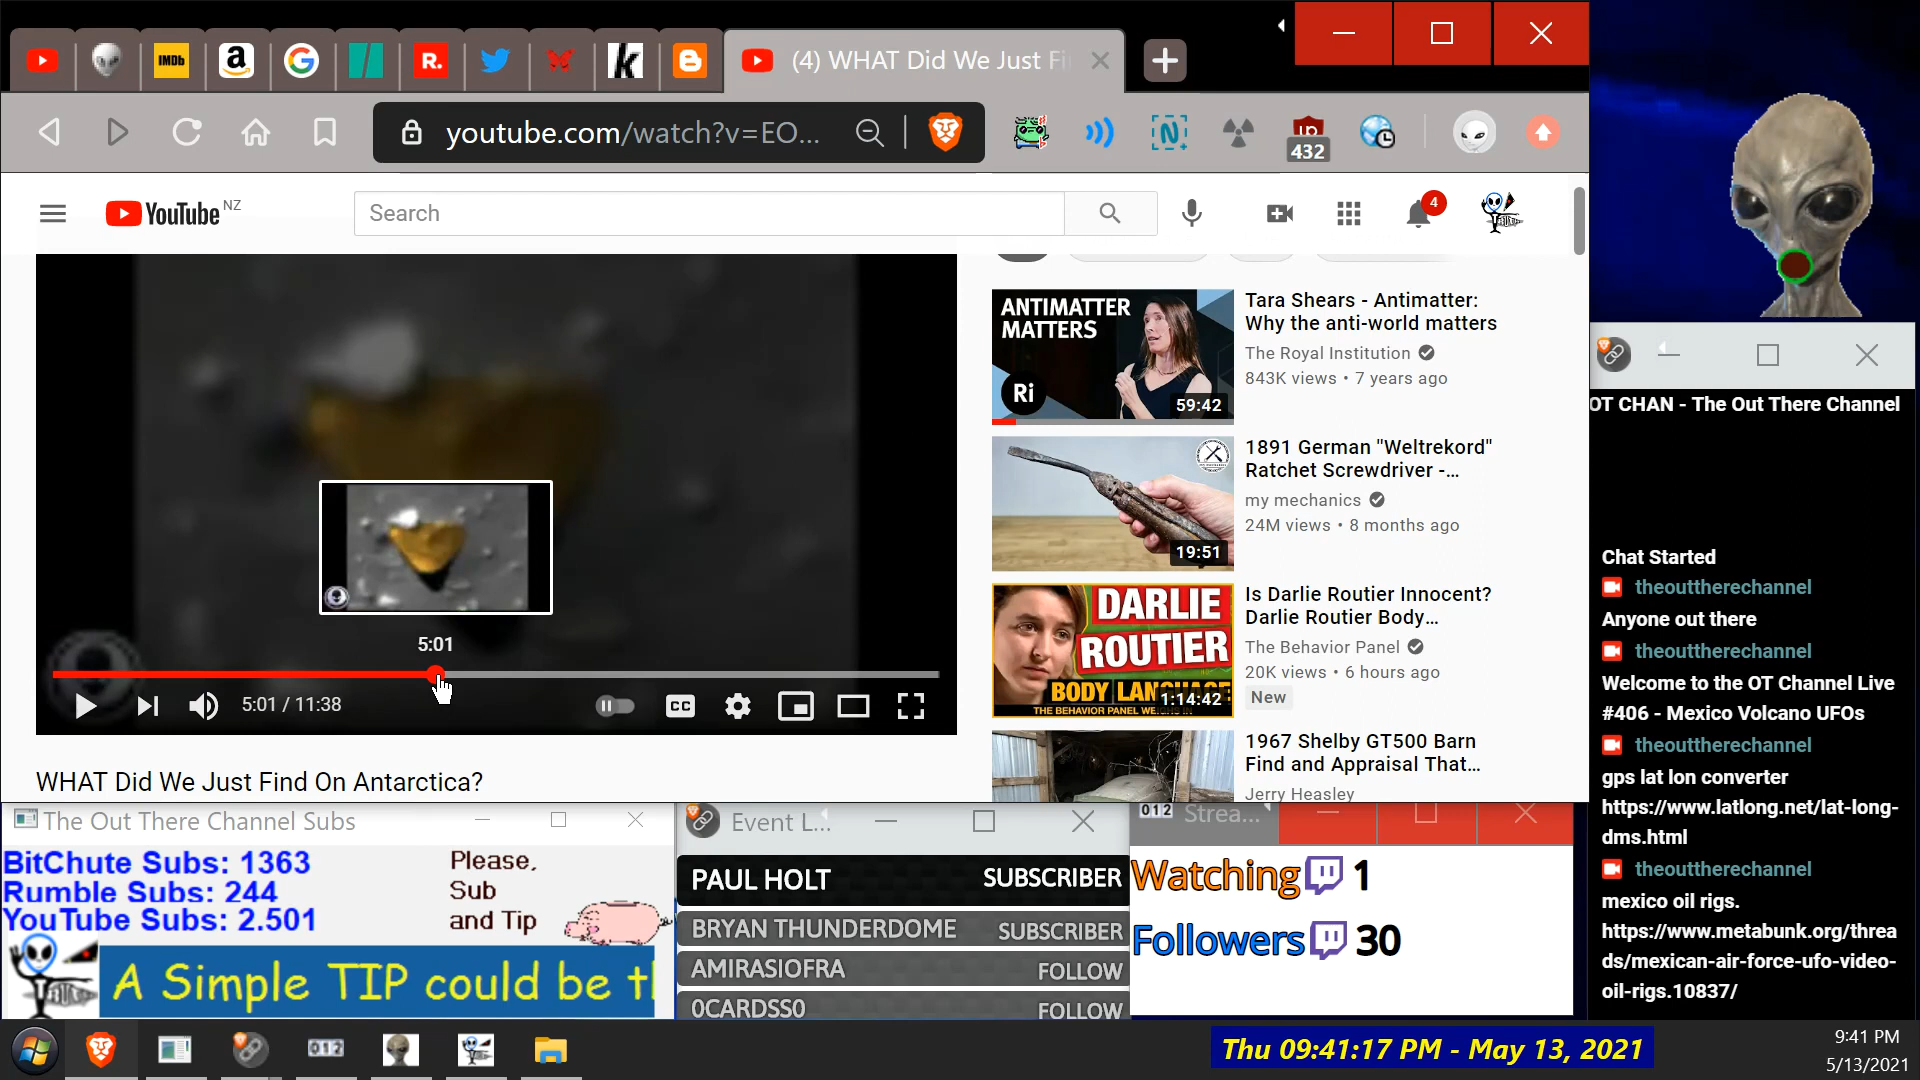 IMDb
a
G
R.
k
(4) WHAT Did We Just Fi
youtube.com/watch?v=EO...
N
432
YouTube NZ
Search
4
5:01
5:01 / 11:38
CC
WHAT Did We Just Find On Antarctica?
ANTIMATTER
MATTERS
Ri
59:42
Tara Shears - Antimatter:
Why the anti-world matters
The Royal Institution
843K views • 7 years ago
19:51
1891 German "Weltrekord"
Ratchet Screwdriver -...
my mechanics
24M views • 8 months ago
DARLIE
ROUTIER
BODY LANGUAGE
THE BEHAVIOR PANEL WEIGHS IN
1:14:42
Is Darlie Routier Innocent?
Darlie Routier Body...
The Behavior Panel
20K views • 6 hours ago
New
1967 Shelby GT500 Barn
Find and Appraisal That...
Jerry Heasley
OT CHAN - The Out There Channel
Chat Started
theouttherechannel
Anyone out there
theouttherechannel
Welcome to the OT Channel Live
#406 - Mexico Volcano UFOs
theouttherechannel
gps lat lon converter
https://www.latlong.net/lat-long-
dms.html
theouttherechannel
mexico oil rigs.
https://www.metabunk.org/threa
ds/mexican-air-force-ufo-video-
oil-rigs.10837/
The Out There Channel Subs
BitChute Subs: 1363
Rumble Subs: 244
YouTube Subs: 2.501
Please,
Sub
and Tip
A Simple TIP could be t
Event L...
PAUL HOLT SUBSCRIBER
BRYAN THUNDERDOME SUBSCRIBER
AMIRASIOFRA FOLLOW
0CARDSS0 FOLLOW
012 Strea...
Watching 1
Followers 30
012
Thu 09:41:17 PM - May 13, 2021
9:41 PM
5/13/2021